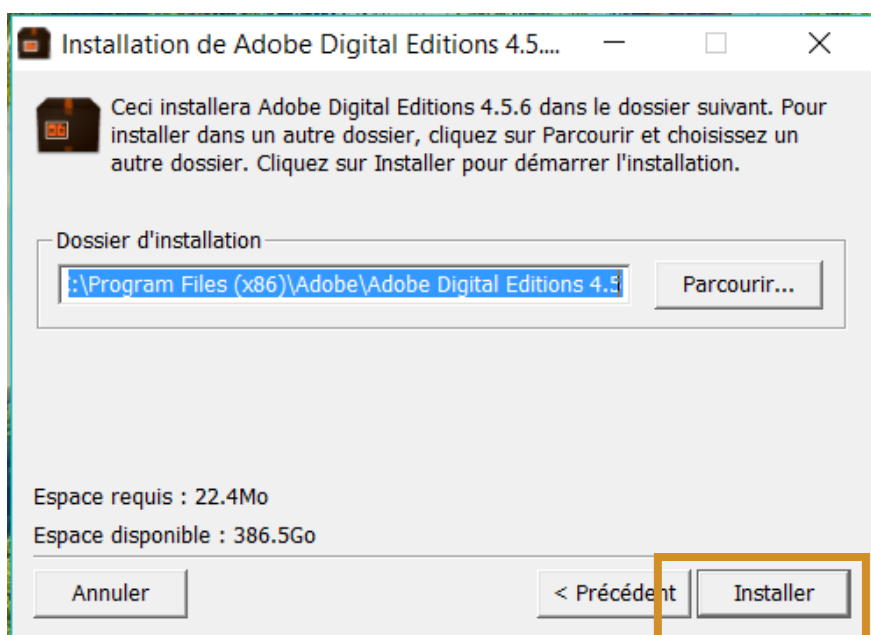 Installation de Adobe Digital Editions 4.5....
Ceci installera Adobe Digital Editions 4.5.6 dans le dossier suivant. Pour
installer dans un autre dossier, cliquez sur Parcourir et choisissez un
autre dossier. Cliquez sur Installer pour démarrer l'installation.
Dossier d'installation
:\Program Files (x86)\Adobe\Adobe Digital Editions 4.5
Parcourir...
Espace requis : 22.4Mo
Espace disponible : 386.5Go
Annuler
< Précédent
Installer